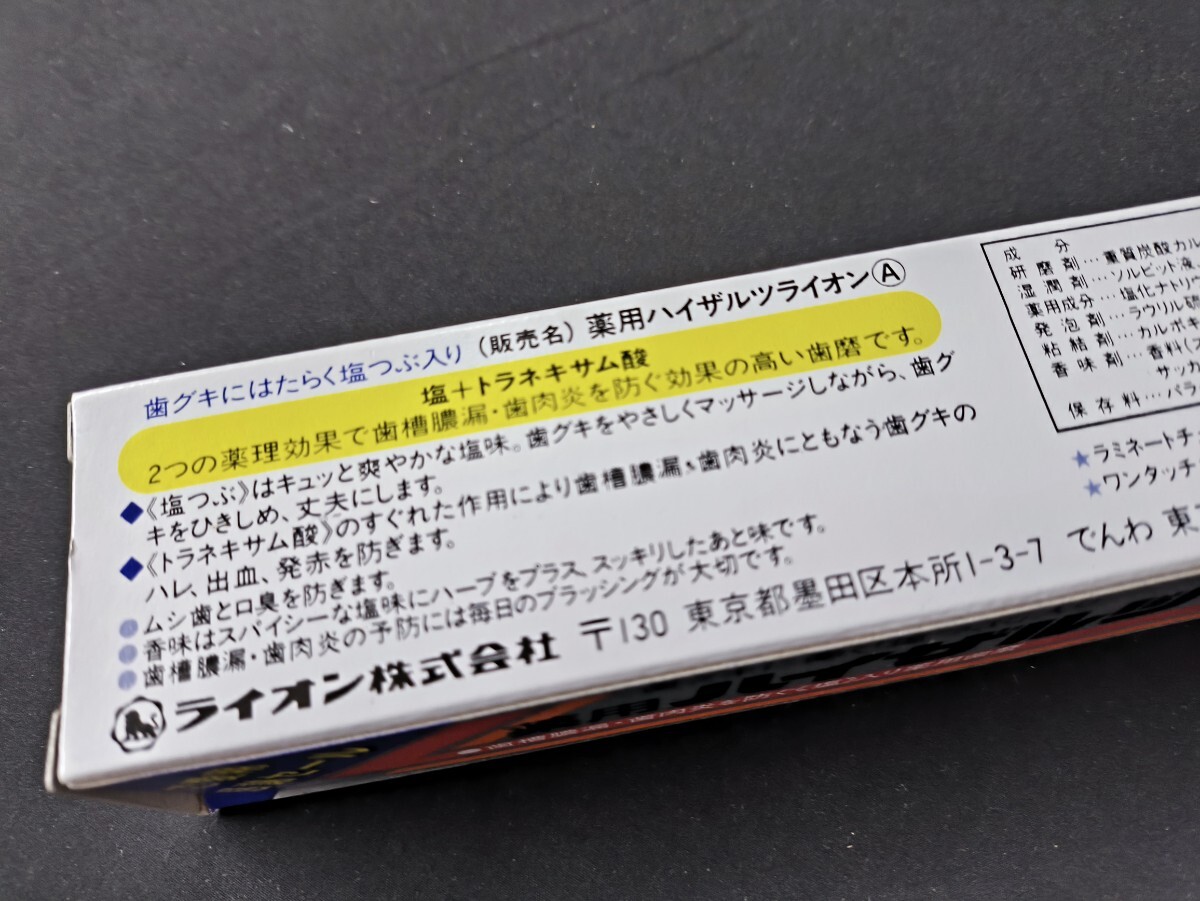 歯グキにはたらく塩つぶ入り (販売名) 薬用ハイザルツライオンⒶ
塩＋トラネキサム酸
2つの薬理効果で歯槽膿漏・歯肉炎を防ぐ効果の高い歯磨です。
◆《塩つぶ》はキュッと爽やかな塩味。歯グキをやさしくマッサージしながら、歯グ
キをひきしめ、丈夫にします。
◆《トラネキサム酸》のすぐれた作用により歯槽膿漏&歯肉炎にともなう歯グキの
ハレ、出血、発赤を防ぎます。
●ムシ歯と口臭を防ぎます。
●香味はスパイシーな塩味にハーブをプラス、スッキリしたあと味です。
●歯槽膿漏・歯肉炎の予防には毎日のブラッシングが大切です。
ライオン株式会社 〒130 東京都墨田区本所1-3-7 でんわ 東
成分
研磨剤…重質炭酸カル
湿潤剤…ソルビット液、
薬用成分…塩化ナトリウ
発泡剤…ラウリル硫
粘結剤…カルボキ
香味剤…香料(ス
サッカ
保存料…パラ
★ラミネートチ
★ワンタッチ